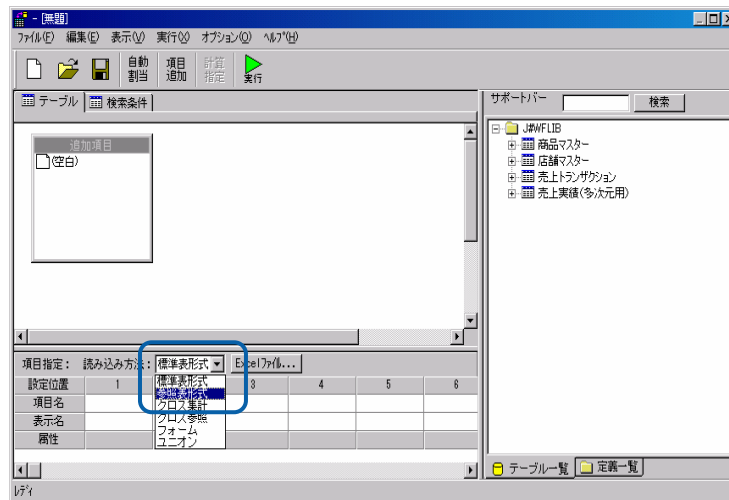 - [無題]
ファイル(F) 編集(E) 表示(V) 実行(X) オプション(O) ヘルプ(H)
自動割当 項目追加 計算指定 実行
テーブル 検索条件
サポートバー 検索
追加項目
(空白)
J#WFLIB
商品マスター
店舗マスター
売上トランザクション
売上実績(多次元用)
項目指定: 読み込み方法: 標準表形式 Excelファイル...
設定位置 1 3 4 5 6
項目名
表示名
属性
標準表形式
参照表形式
クロス集計
クロス参照
フォーム
ユニオン
テーブル一覧 定義一覧
レディ